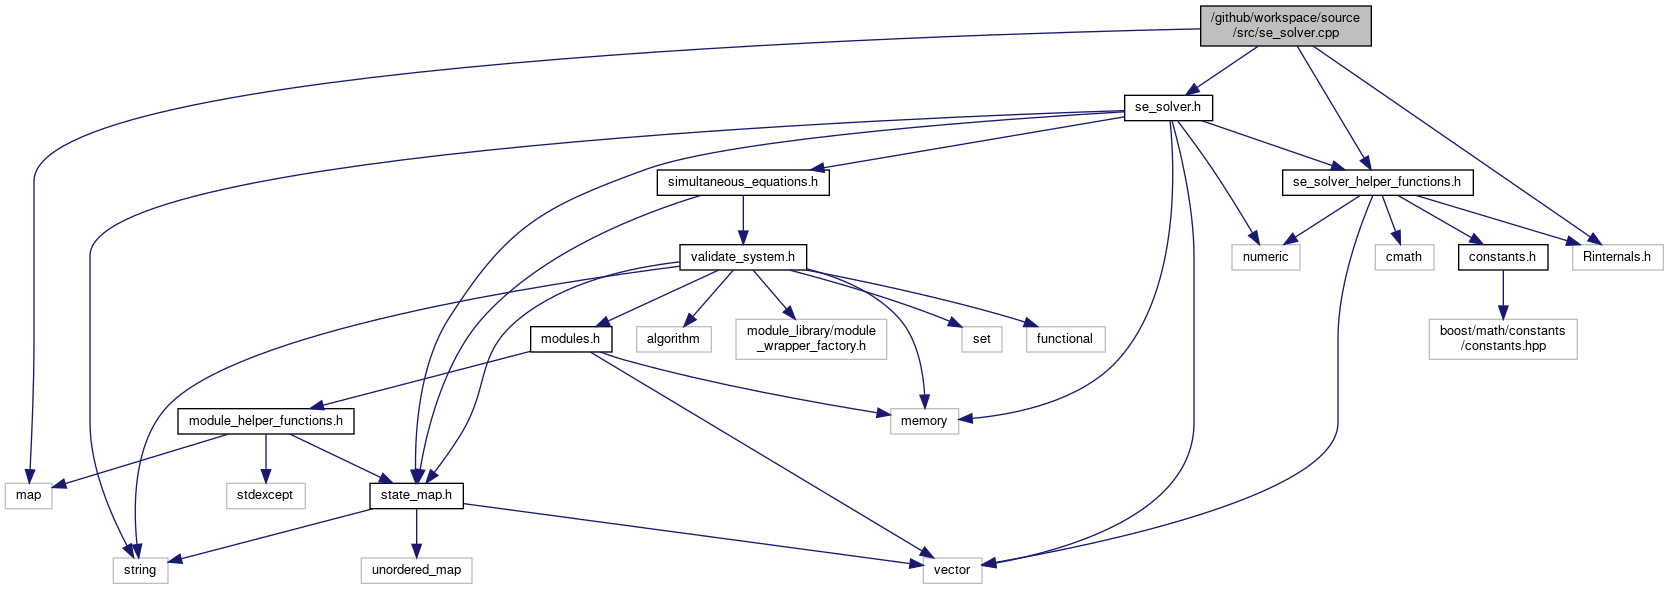 /github/workspace/source
/src/se_solver.cpp
se_solver.h
simultaneous_equations.h
se_solver_helper_functions.h
validate_system.h
numeric
cmath
constants.h
Rinternals.h
modules.h
algorithm
module_library/module
_wrapper_factory.h
set
functional
boost/math/constants
/constants.hpp
module_helper_functions.h
memory
map
stdexcept
state_map.h
string
unordered_map
vector